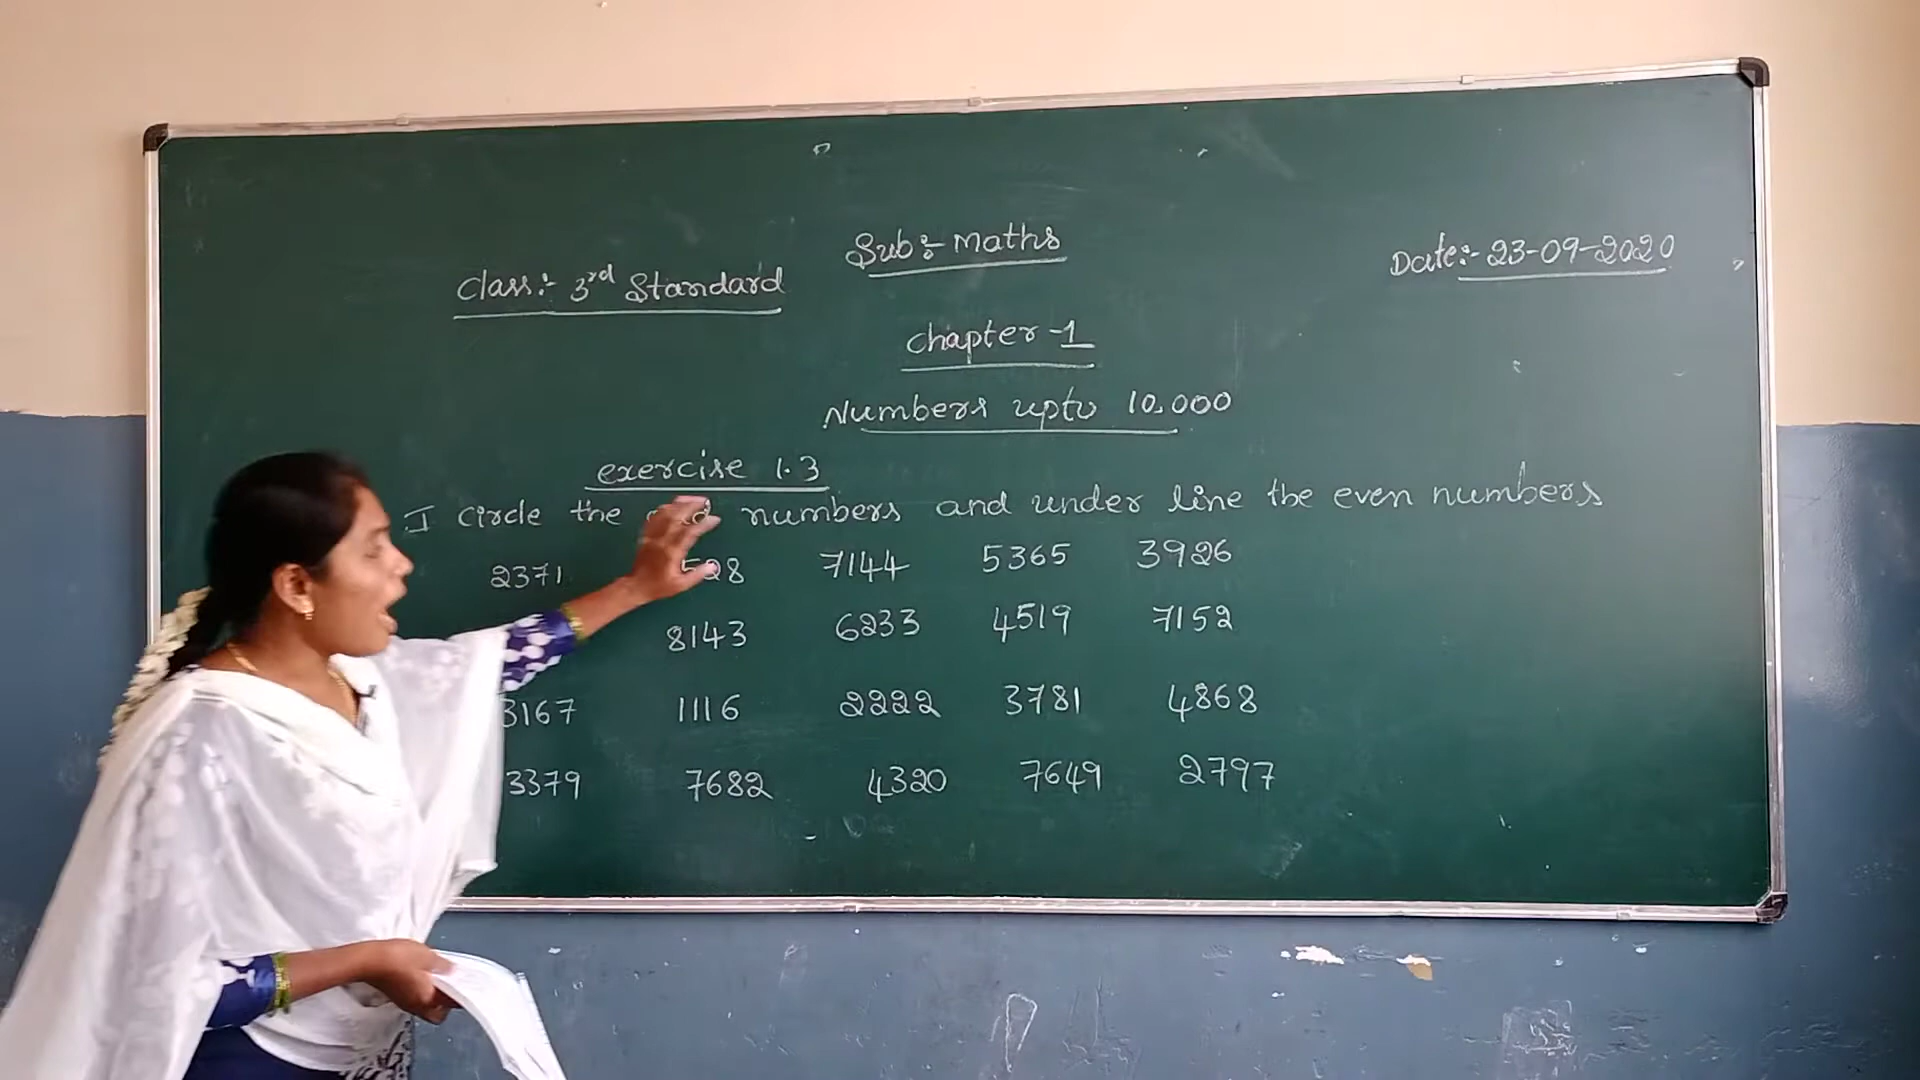 Sub:- Maths
Class:- 3rd Standard
Date:- 23-09-2020
Chapter-1
Numbers upto 10,000
exercise 1.3
I circle the numbers and under line the even numbers
2371 7144 5365 3926
8143 6233 4519 7152
3167 1116 2222 3781 4868
3379 7682 4320 7649 2797